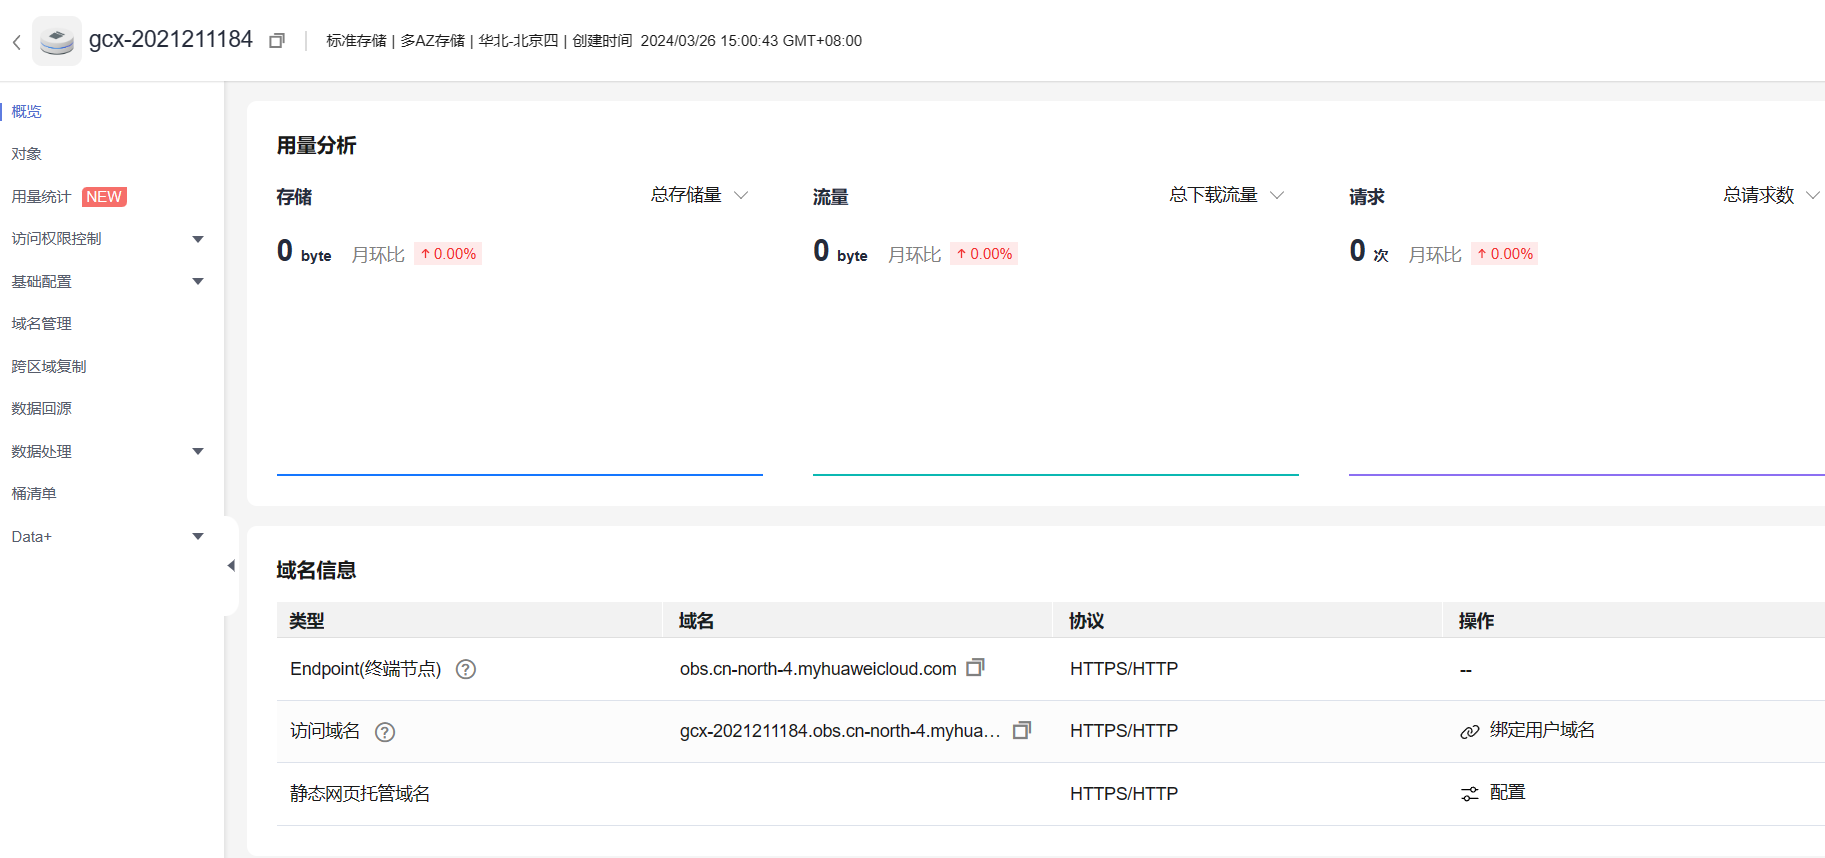 gcx-2021211184
标准存储 | 多AZ存储 | 华北-北京四 | 创建时间 2024/03/26 15:00:43 GMT+08:00
概览
对象
用量统计 NEW
访问权限控制
基础配置
域名管理
跨区域复制
数据回源
数据处理
桶清单
Data+
用量分析
存储 总存储量
0 byte 月环比 ↑ 0.00%
流量 总下载流量
0 byte 月环比 ↑ 0.00%
请求 总请求数
0 次 月环比 ↑ 0.00%
域名信息
类型 域名 协议 操作
Endpoint(终端节点) ? obs.cn-north-4.myhuaweicloud.com HTTPS/HTTP --
访问域名 ? gcx-2021211184.obs.cn-north-4.myhua... HTTPS/HTTP 绑定用户域名
静态网页托管域名 HTTPS/HTTP 配置